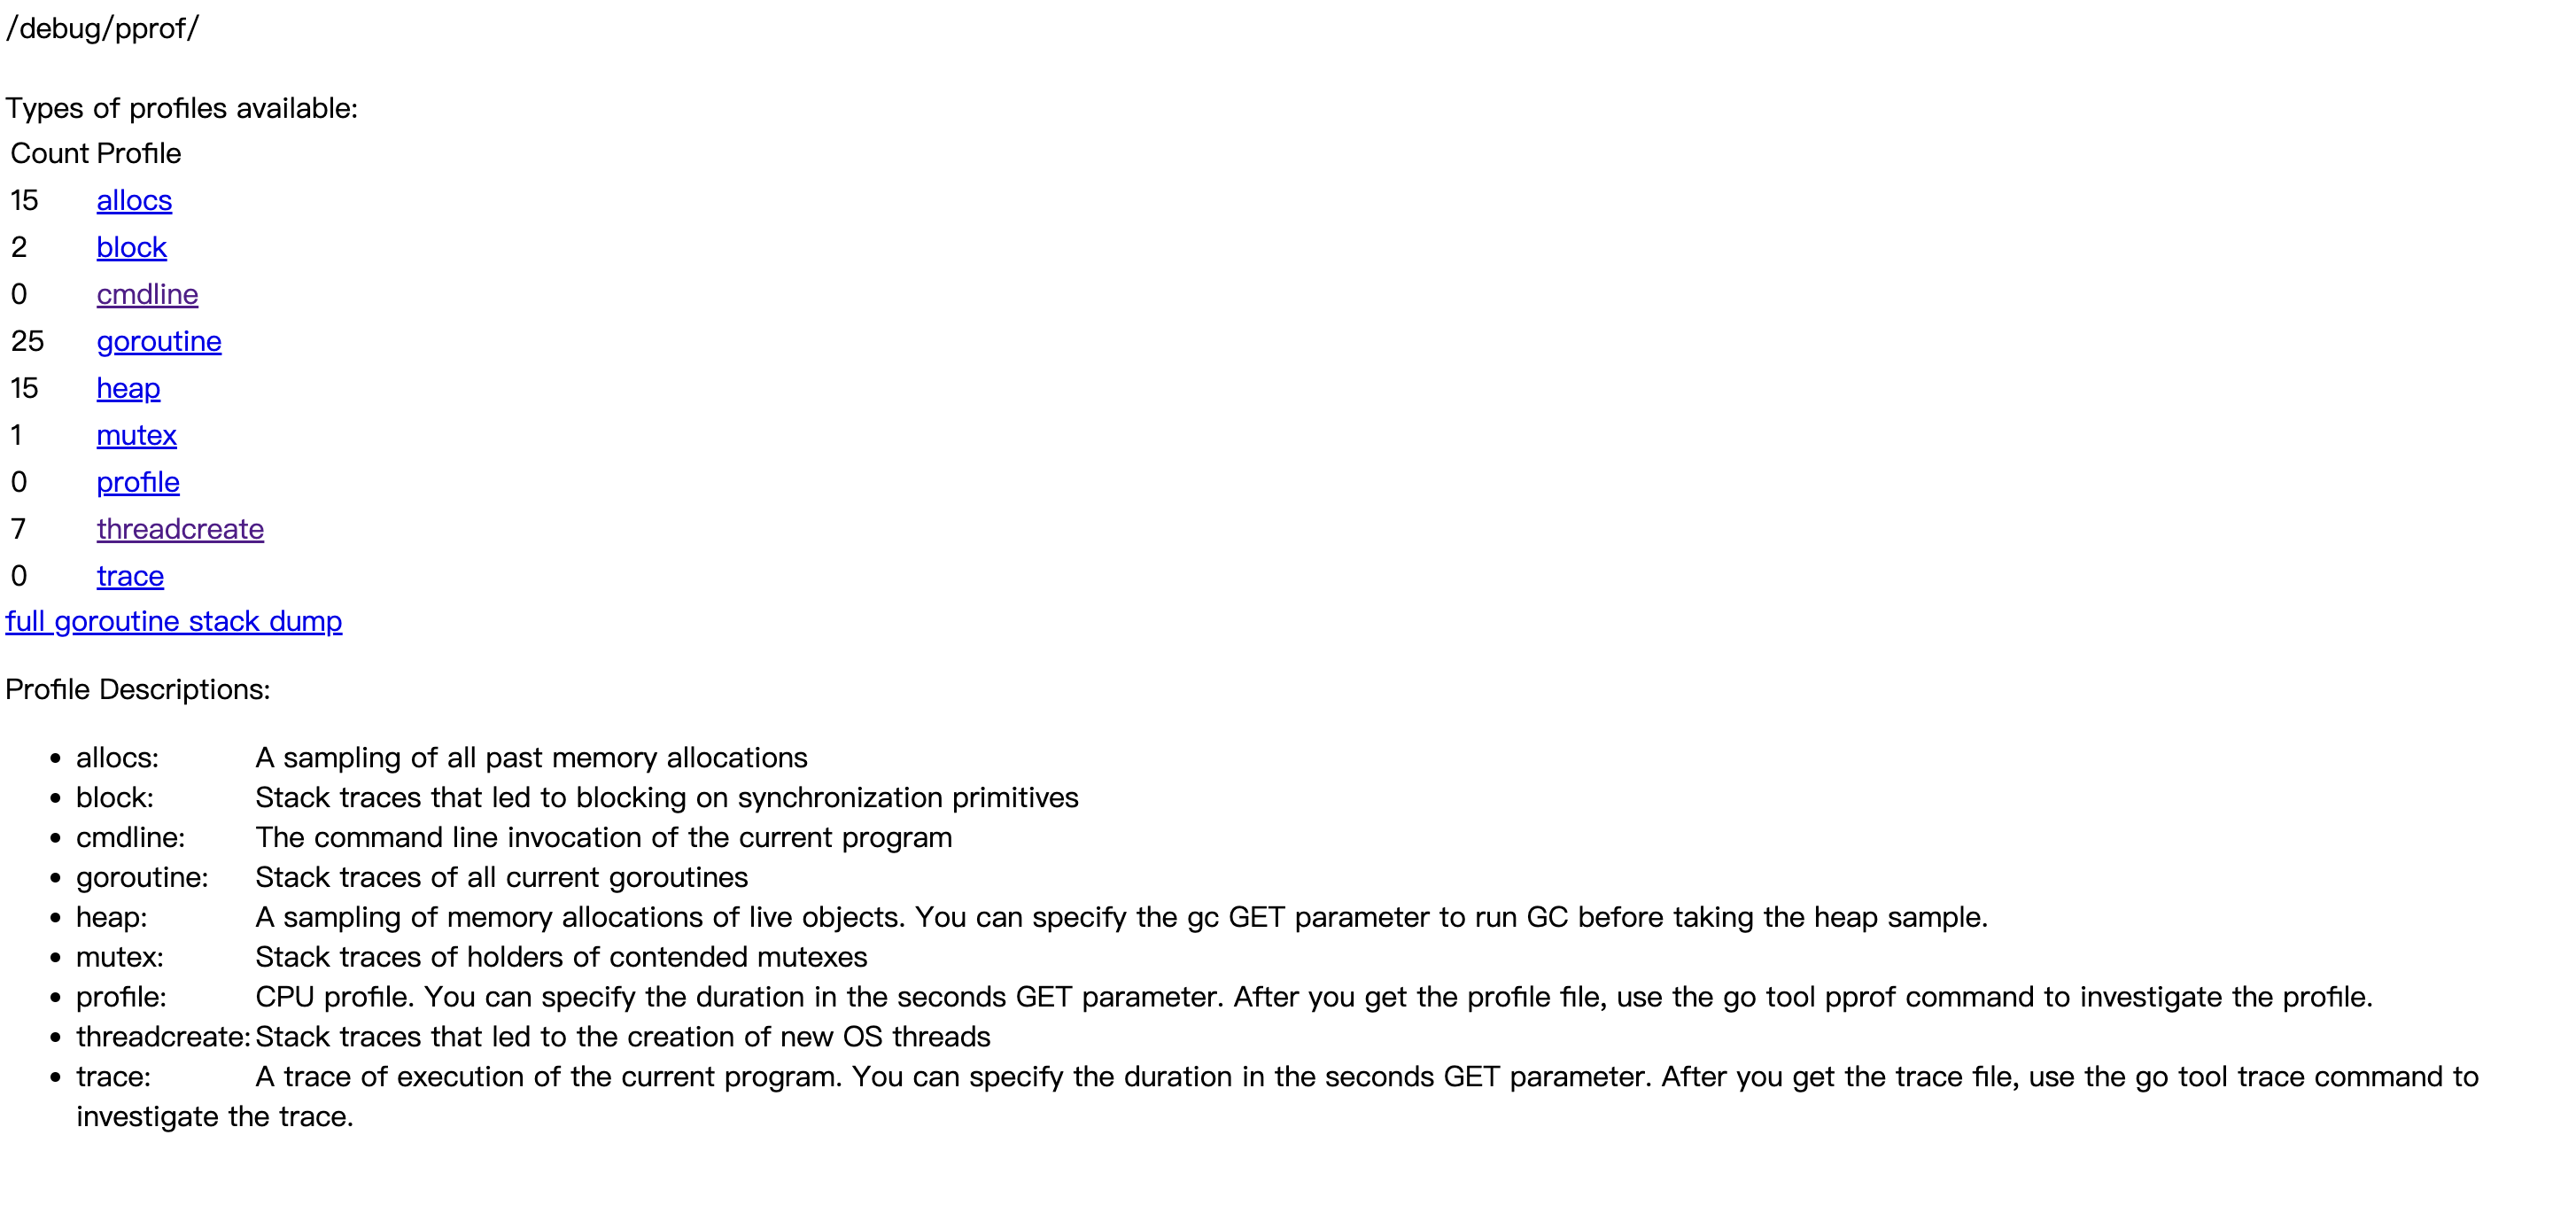 /debug/pprof/
Types of profiles available:
Count Profile
15 allocs
2 block
0 cmdline
25 goroutine
15 heap
1 mutex
0 profile
7 threadcreate
0 trace
full goroutine stack dump
Profile Descriptions:
• allocs: A sampling of all past memory allocations
• block: Stack traces that led to blocking on synchronization primitives
• cmdline: The command line invocation of the current program
• goroutine: Stack traces of all current goroutines
• heap: A sampling of memory allocations of live objects. You can specify the gc GET parameter to run GC before taking the heap sample.
• mutex: Stack traces of holders of contended mutexes
• profile: CPU profile. You can specify the duration in the seconds GET parameter. After you get the profile file, use the go tool pprof command to investigate the profile.
• threadcreate: Stack traces that led to the creation of new OS threads
• trace: A trace of execution of the current program. You can specify the duration in the seconds GET parameter. After you get the trace file, use the go tool trace command to
investigate the trace.